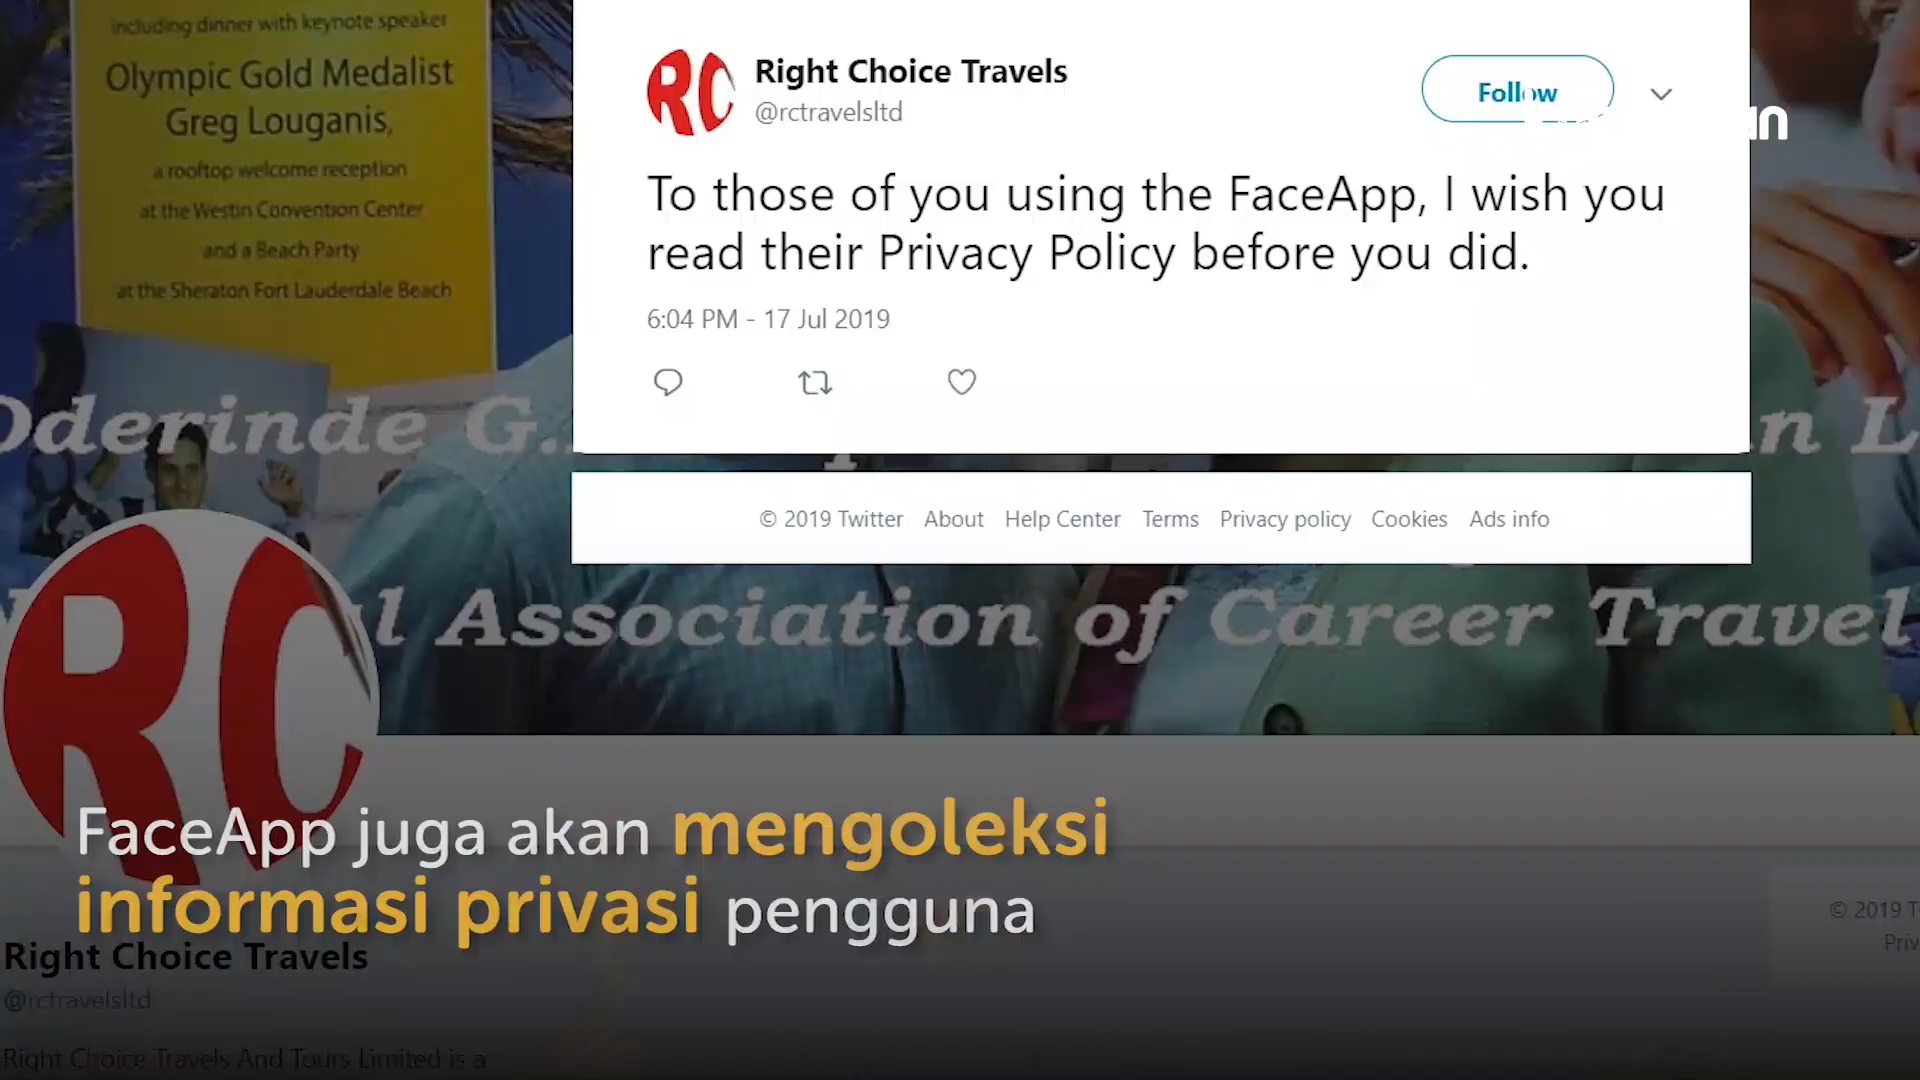 including dinner with keynote speaker
Olympic Gold Medalist
Greg Louganis,
a rooftop welcome reception
at the Westin Convention Center
and a Beach Party
at the Sheraton Fort Lauderdale Beach
RC
Right Choice Travels
@rctravelsltd
Follow
To those of you using the FaceApp, I wish you
read their Privacy Policy before you did.
6:04 PM - 17 Jul 2019
Oderinde G..
n L
© 2019 Twitter About Help Center Terms Privacy policy Cookies Ads info
l Association of Career Travel
RC
FaceApp juga akan mengoleksi
informasi privasi pengguna
Right Choice Travels
@rctravelsltd
Right Choice Travels And Tours Limited is a
© 2019